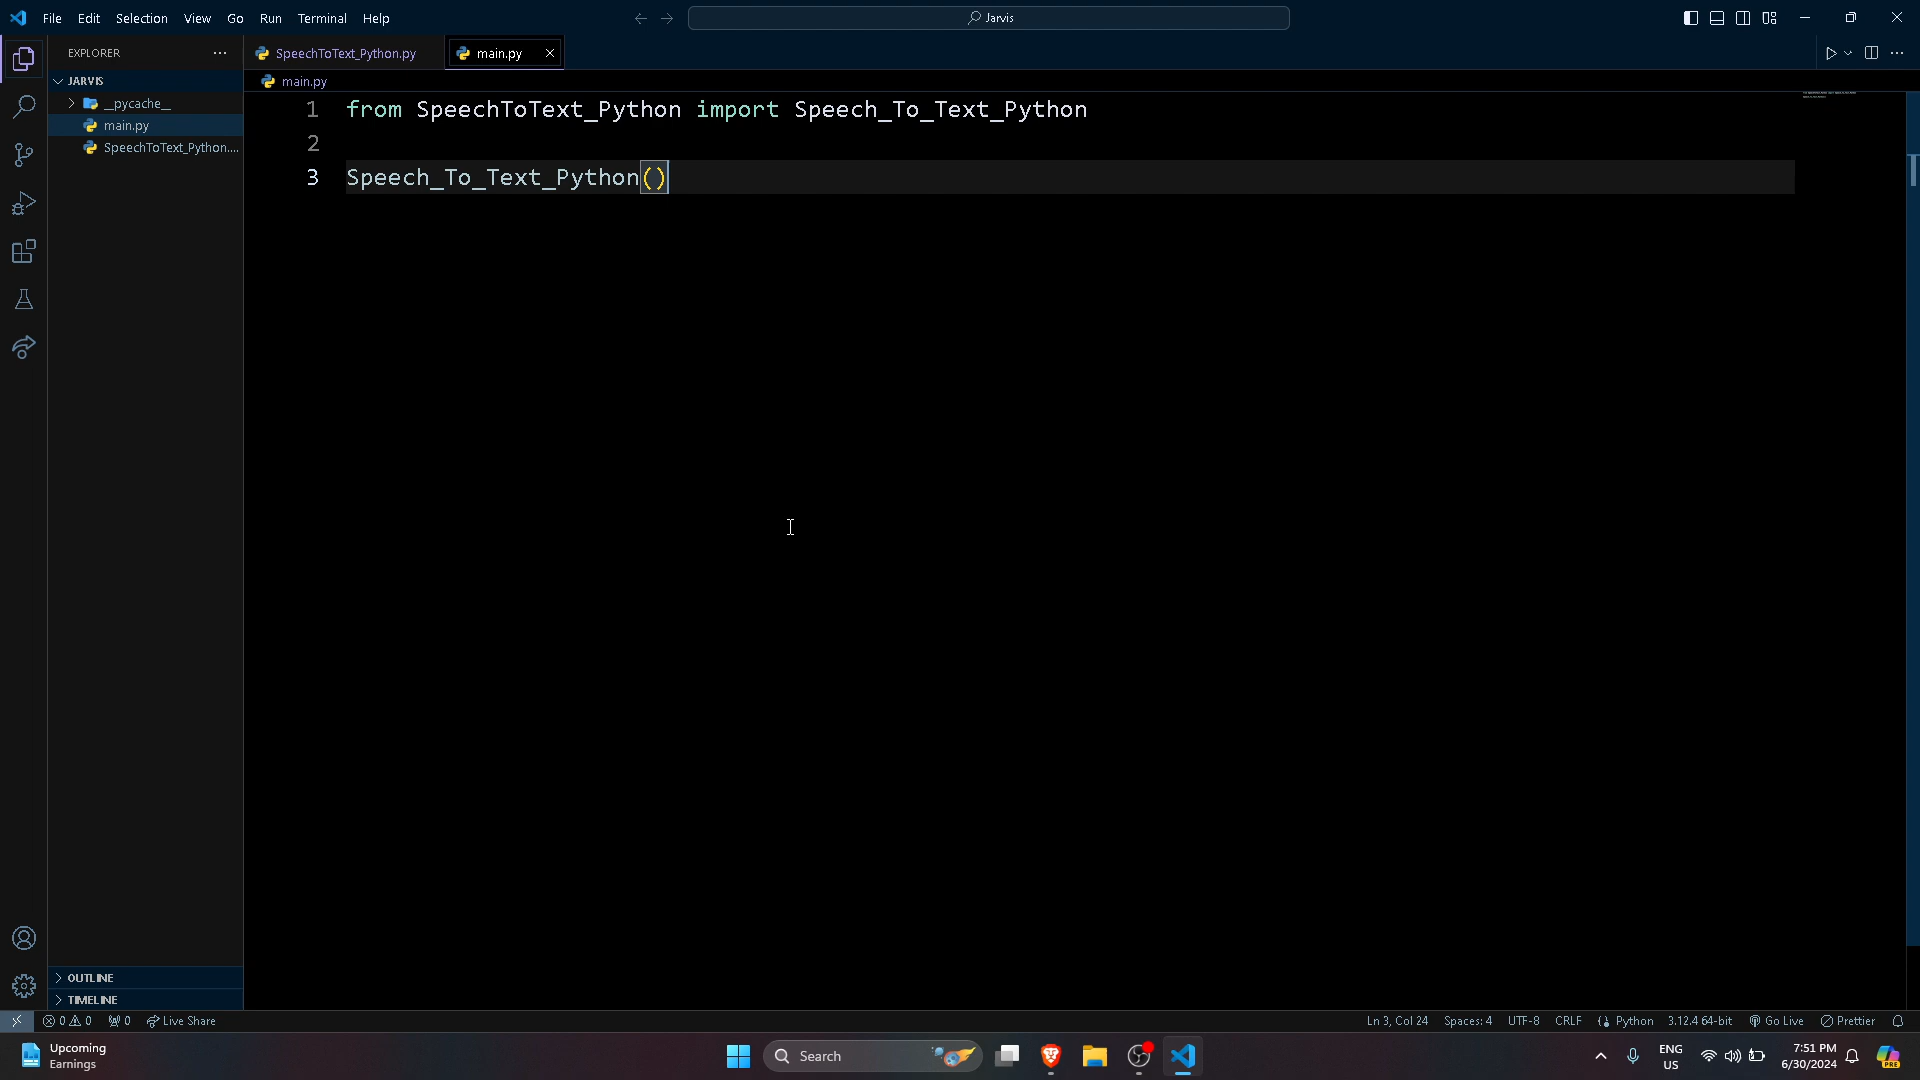 File Edit Selection View Go Run Terminal Help
Jarvis
EXPLORER
SpeechToText_Python.py
main.py
JARVIS
main.py
__pycache__
main.py
SpeechToText_Python....
1 from SpeechToText_Python import Speech_To_Text_Python
2
3 Speech_To_Text_Python()
OUTLINE
TIMELINE
0 0 0 Live Share
Ln 3, Col 24 Spaces: 4 UTF-8 CRLF Python 3.12.4 64-bit Go Live Prettier
Upcoming
Earnings
Search
ENG
US
7:51 PM
6/30/2024
PRE